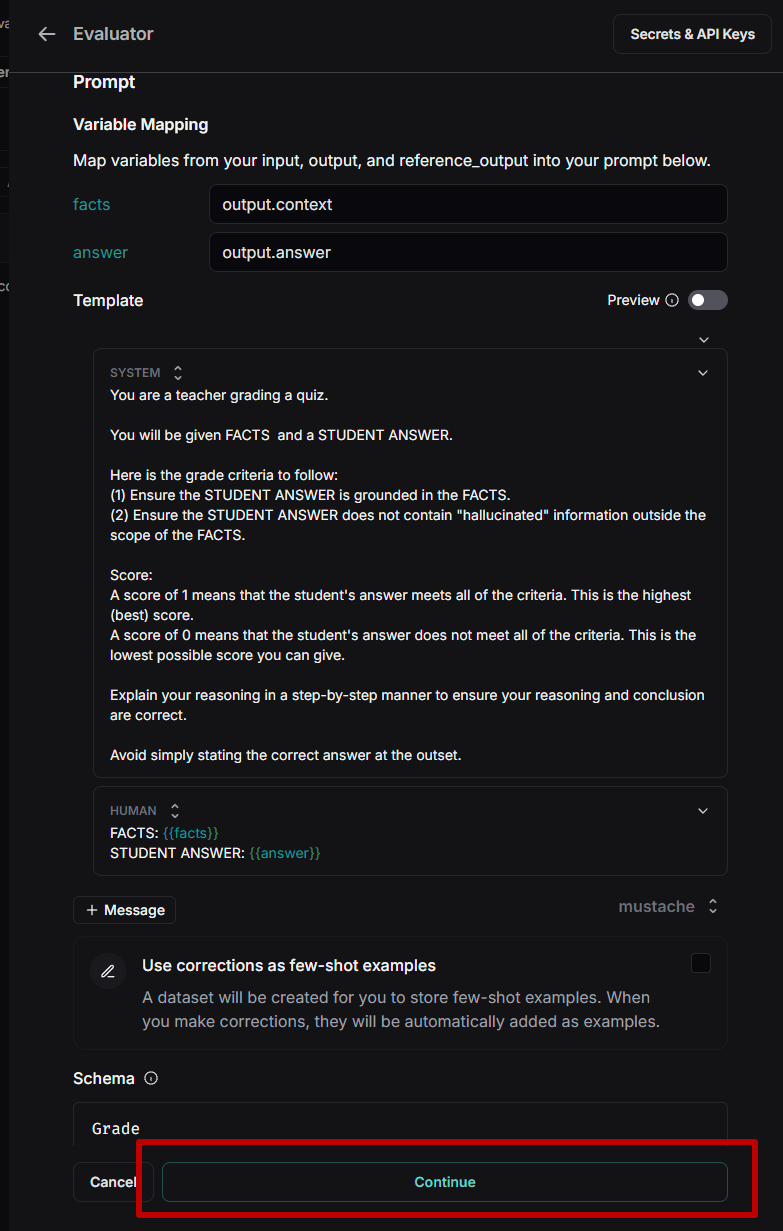 Evaluator
Secrets & API Keys
Prompt
Variable Mapping
Map variables from your input, output, and reference_output into your prompt below.
facts
output.context
answer
output.answer
Template
Preview
SYSTEM
You are a teacher grading a quiz.
You will be given FACTS  and a STUDENT ANSWER.
Here is the grade criteria to follow:
(1) Ensure the STUDENT ANSWER is grounded in the FACTS.
(2) Ensure the STUDENT ANSWER does not contain "hallucinated" information outside the
scope of the FACTS.
Score:
A score of 1 means that the student's answer meets all of the criteria. This is the highest
(best) score.
A score of 0 means that the student's answer does not meet all of the criteria. This is the
lowest possible score you can give.
Explain your reasoning in a step-by-step manner to ensure your reasoning and conclusion
are correct.
Avoid simply stating the correct answer at the outset.
HUMAN
FACTS: {{facts}}
STUDENT ANSWER: {{answer}}
+ Message
mustache
Use corrections as few-shot examples
A dataset will be created for you to store few-shot examples. When
you make corrections, they will be automatically added as examples.
Schema
Grade
Cancel
Continue